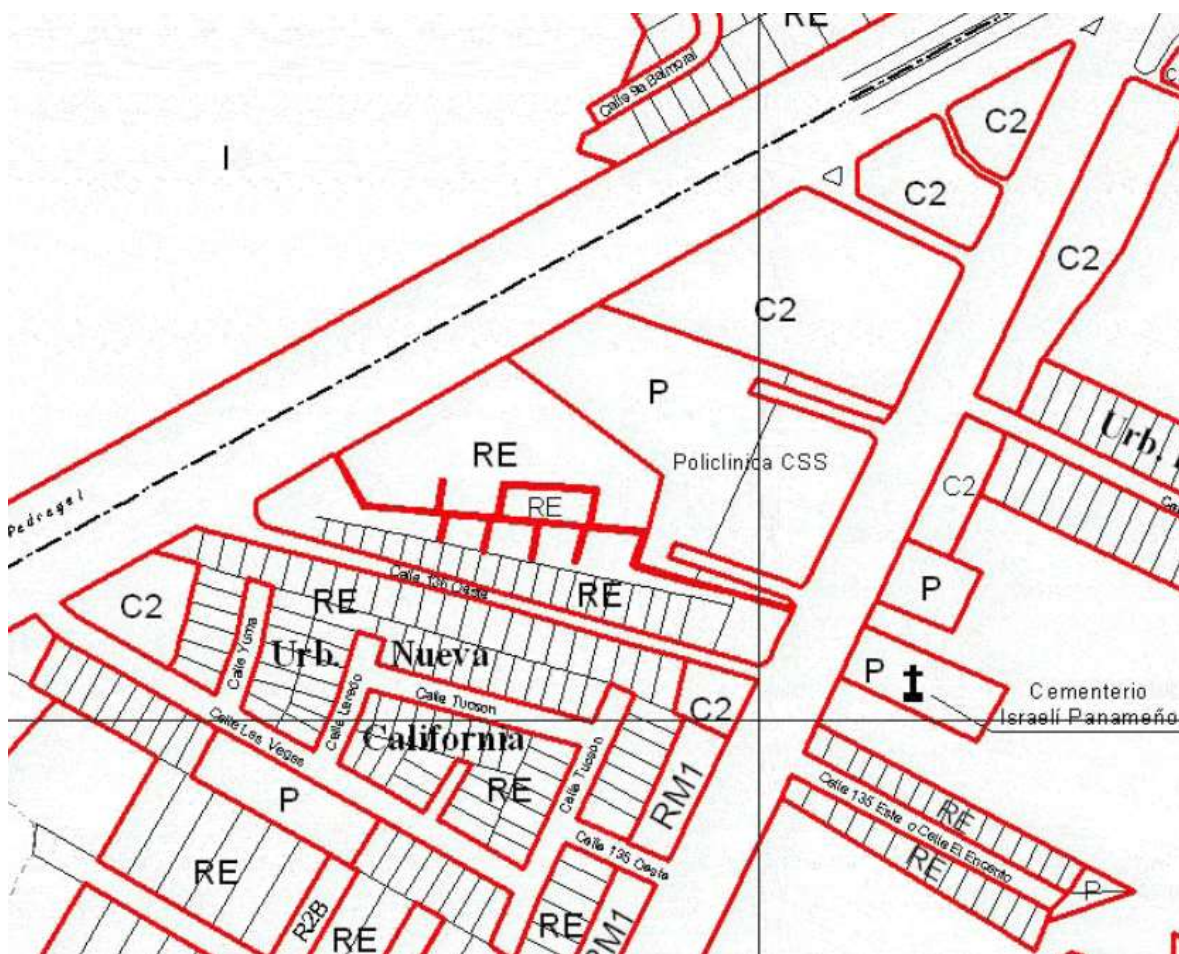 RE
Calle 9a Balmoral
I
C2
C2
C
C2
C2
P
RE
Policlinica CSS
Urb.
RE
C2
Pedregal
P
Calle 136 Oeste
C2
RE
RE
Calle Yuma
Urb. Nueva
P
Cementerio
Israelí Panameño
Calle Laredo
Calle Tucson
C2
Calle Las Vegas
California
Calle Tucson
RE
P
RM1
RE
Calle 135 Este o Calle El Encanto
RE
Calle 135 Oeste
RE
P
R2B
RE
RE
RM1